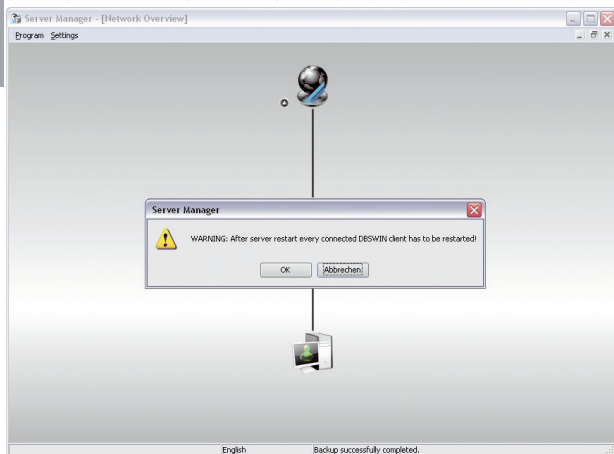 Server Manager - [Network Overview]
Program Settings
Server Manager
WARNING: After server restart every connected DBSWIN client has to be restarted!
OK Abbrechen
English Backup successfully completed.